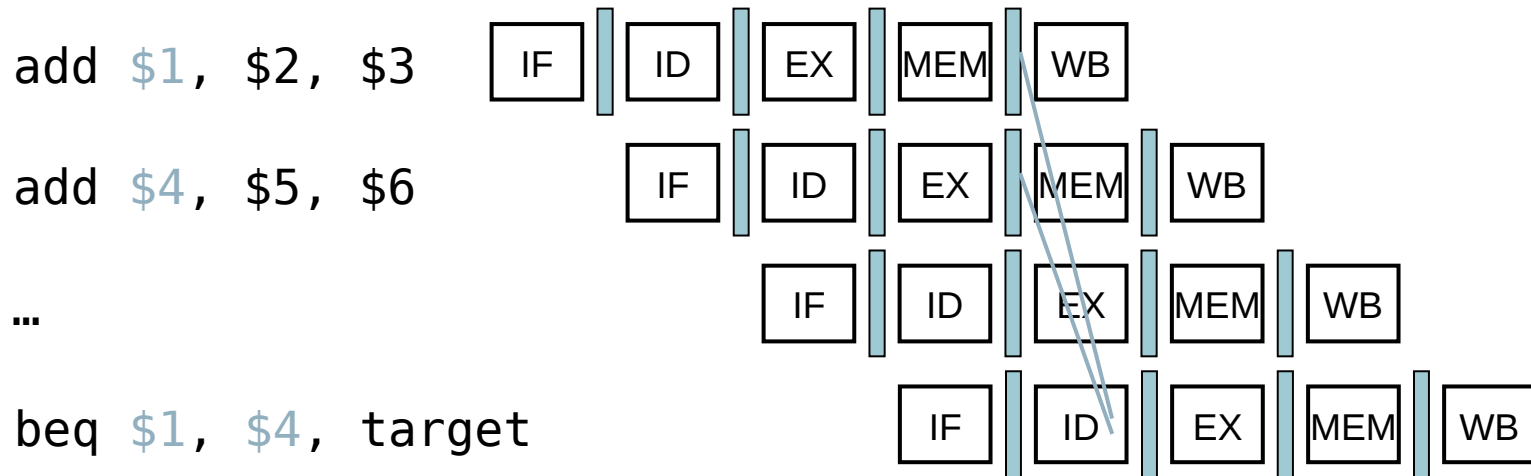 add $1, $2, $3 IF ID EX MEM WB
add $4, $5, $6 IF ID EX MEM WB
… IF ID EX MEM WB
beq $1, $4, target IF ID EX MEM WB